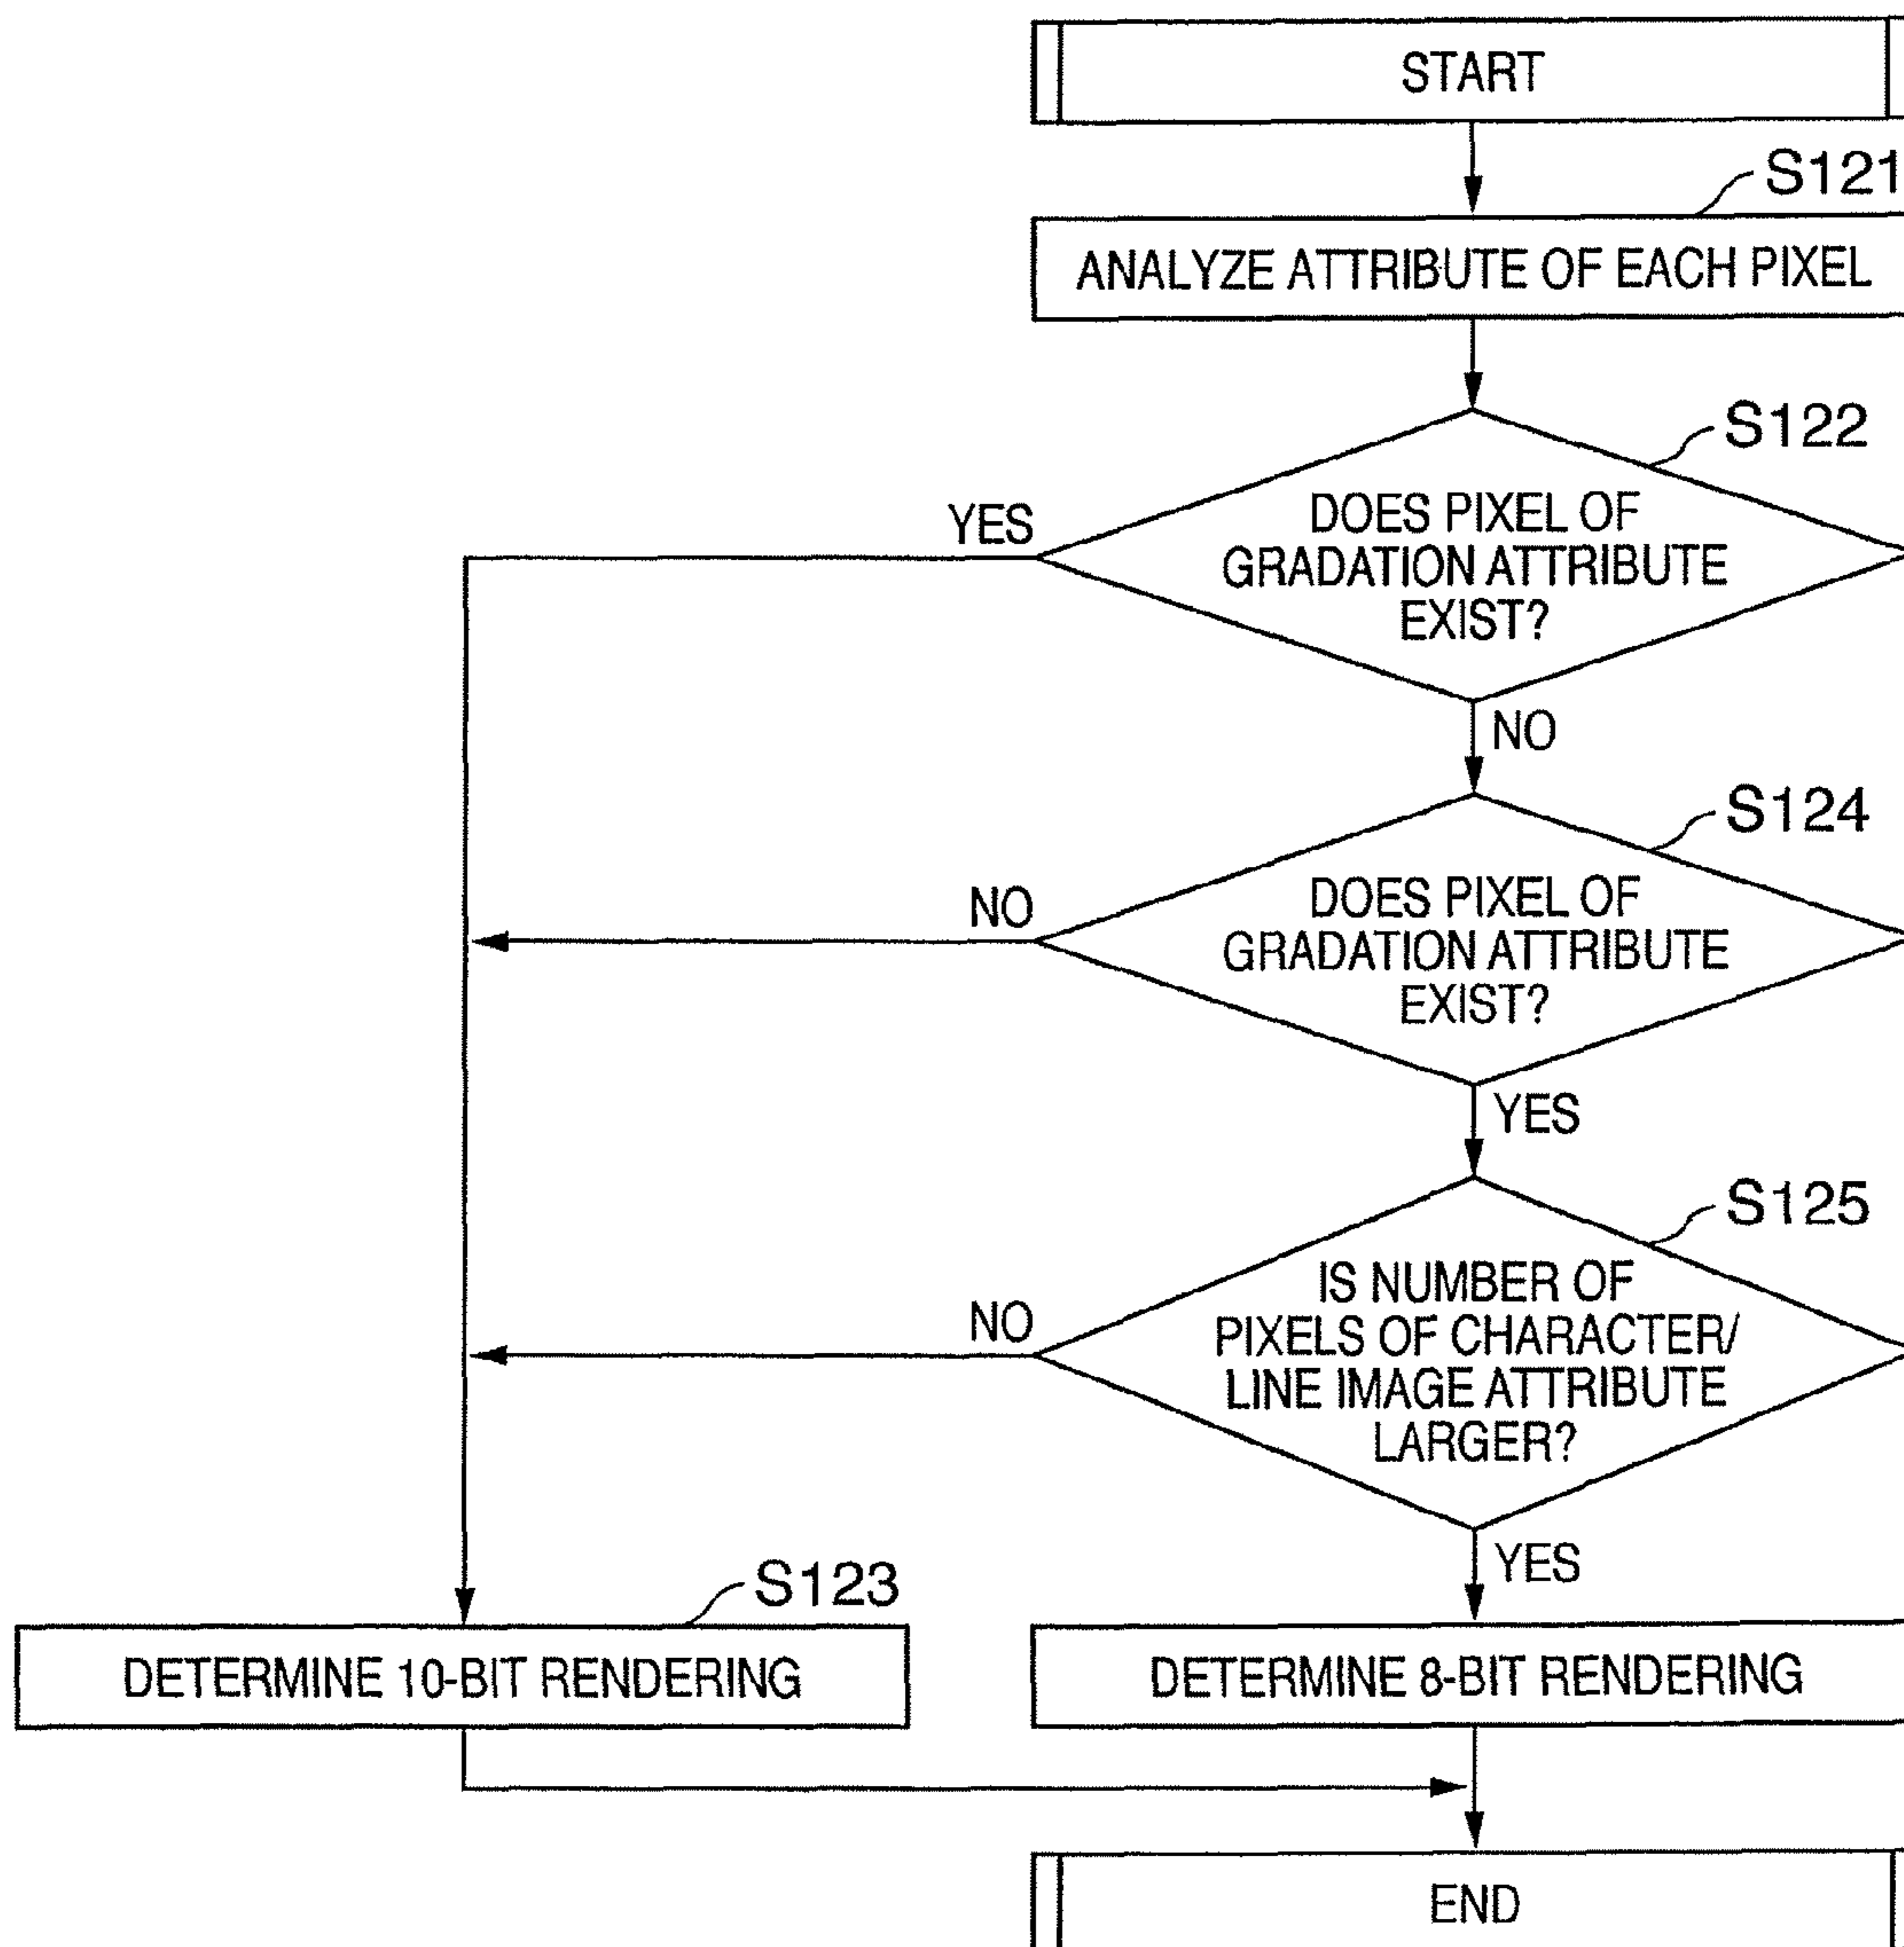 START
S121
ANALYZE ATTRIBUTE OF EACH PIXEL
S122
DOES PIXEL OF
GRADATION ATTRIBUTE
EXIST?
YES
NO
S124
DOES PIXEL OF
GRADATION ATTRIBUTE
EXIST?
NO
YES
S125
IS NUMBER OF
PIXELS OF CHARACTER/
LINE IMAGE ATTRIBUTE
LARGER?
NO
YES
S123
DETERMINE 10-BIT RENDERING
DETERMINE 8-BIT RENDERING
END